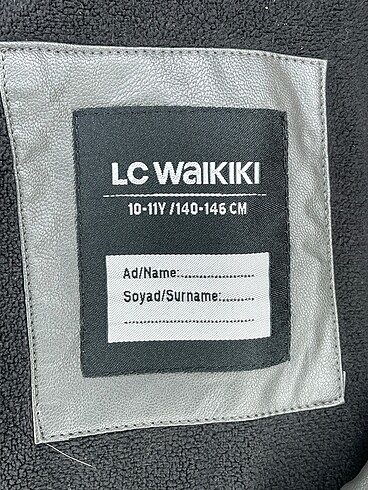 LC WAIKIKI
10-11Y /140-146 CM
Ad/Name:..............
Soyad/Surname:.........
..............................